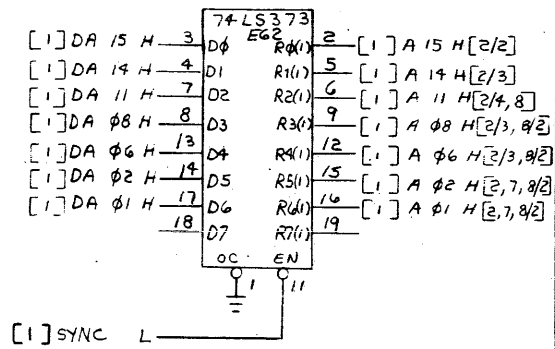 74LS373
E62
[1] DA 15 H 3 DØ RØ(1) 2 [1] A 15 H[2/2]
[1] DA 14 H 4 D1 R1(1) 5 [1] A 14 H[2/3]
[1] DA 11 H 7 D2 R2(1) 6 [1] A 11 H[2/4, 8]
[1] DA Ø8 H 8 D3 R3(1) 9 [1] A Ø8 H[2/3, 8/2]
[1] DA Ø6 H 13 D4 R4(1) 12 [1] A Ø6 H[2/3, 8/2]
[1] DA Ø2 H 14 D5 R5(1) 15 [1] A Ø2 H[2, 7, 8/2]
[1] DA Ø1 H 17 D6 R6(1) 16 [1] A Ø1 H[2, 7, 8/2]
18 D7 R7(1) 19
OC EN
1 11
[1] SYNC L